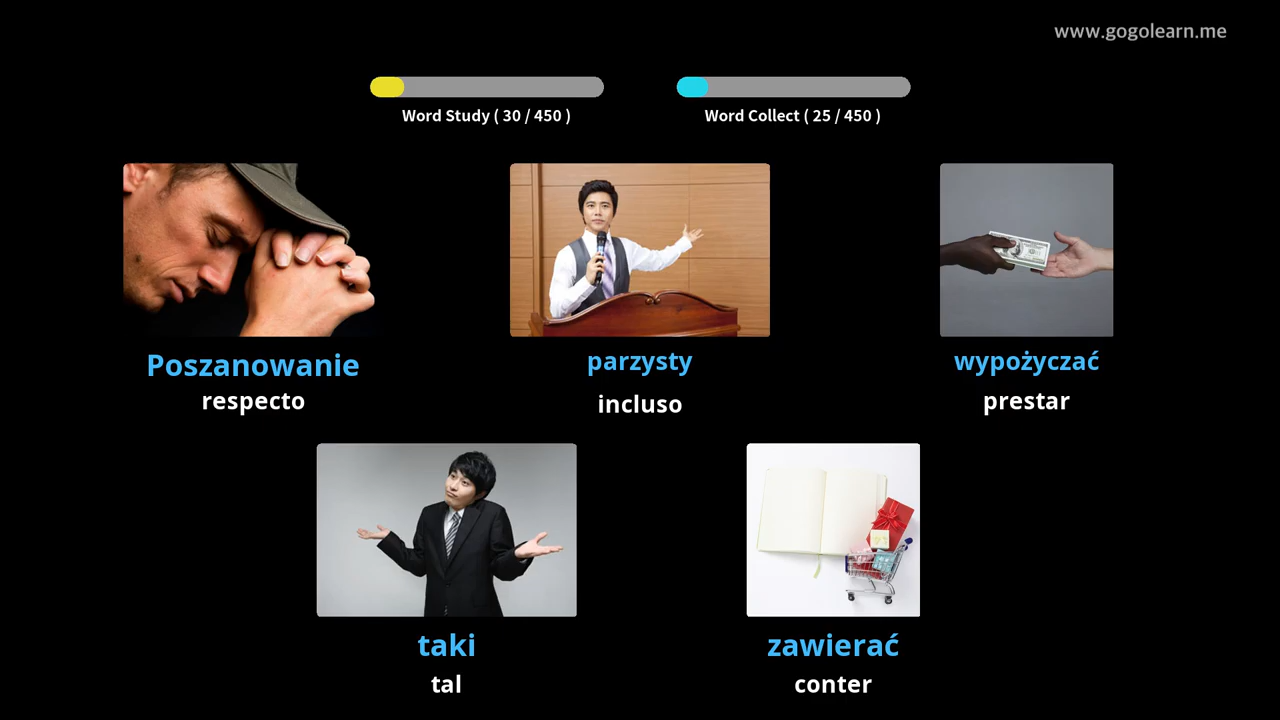 www.gogolearn.me
Word Study ( 30 / 450 )
Word Collect ( 25 / 450 )
Poszanowanie
respecto
parzysty
incluso
wypożyczać
prestar
taki
tal
zawierać
conter